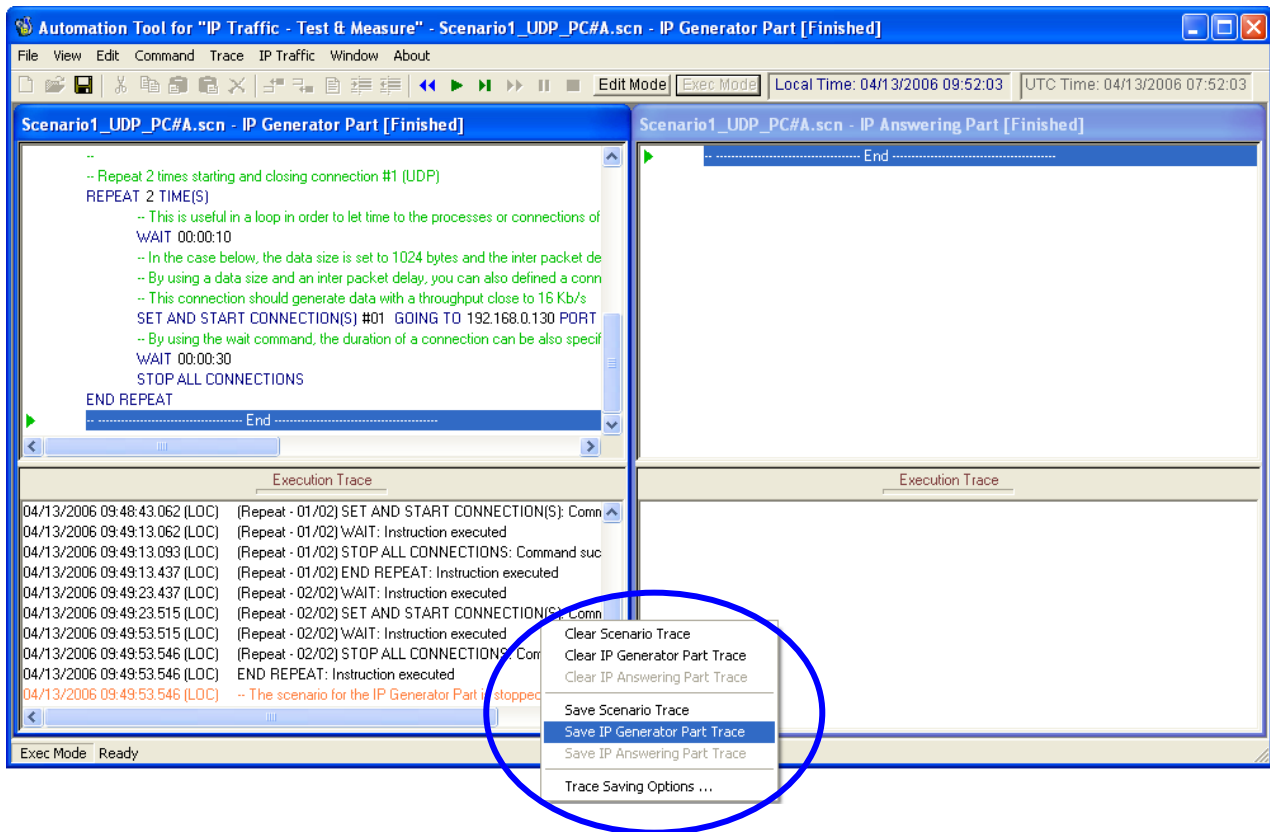 Automation Tool for "IP Traffic - Test & Measure" - Scenario1_UDP_PC#A.scn - IP Generator Part [Finished]
File View Edit Command Trace IP Traffic Window About
Edit Mode Exec Mode Local Time: 04/13/2006 09:52:03 UTC Time: 04/13/2006 07:52:03
Scenario1_UDP_PC#A.scn - IP Generator Part [Finished]
--
-- Repeat 2 times starting and closing connection #1 (UDP)
REPEAT 2 TIME(S)
-- This is useful in a loop in order to let time to the processes or connections of
WAIT 00:00:10
-- In the case below, the data size is set to 1024 bytes and the inter packet de
-- By using a data size and an inter packet delay, you can also defined a conn
-- This connection should generate data with a throughput close to 16 Kb/s
SET AND START CONNECTION(S) #01 GOING TO 192.168.0.130 PORT
-- By using the wait command, the duration of a connection can be also specif
WAIT 00:00:30
STOP ALL CONNECTIONS
END REPEAT
-- ------------------------------------ End ------------------------------------------
Scenario1_UDP_PC#A.scn - IP Answering Part [Finished]
-- ------------------------------------ End ------------------------------------------
Execution Trace
04/13/2006 09:48:43.062 (LOC) (Repeat - 01/02) SET AND START CONNECTION(S): Comn
04/13/2006 09:49:13.062 (LOC) (Repeat - 01/02) WAIT: Instruction executed
04/13/2006 09:49:13.093 (LOC) (Repeat - 01/02) STOP ALL CONNECTIONS: Command suc
04/13/2006 09:49:13.437 (LOC) (Repeat - 01/02) END REPEAT: Instruction executed
04/13/2006 09:49:23.437 (LOC) (Repeat - 02/02) WAIT: Instruction executed
04/13/2006 09:49:23.515 (LOC) (Repeat - 02/02) SET AND START CONNECTION(S): Comn
04/13/2006 09:49:53.515 (LOC) (Repeat - 02/02) WAIT: Instruction executed
04/13/2006 09:49:53.546 (LOC) (Repeat - 02/02) STOP ALL CONNECTIONS: Com
04/13/2006 09:49:53.546 (LOC) END REPEAT: Instruction executed
04/13/2006 09:49:53.546 (LOC) -- The scenario for the IP Generator Part is stopped
Execution Trace
Clear Scenario Trace
Clear IP Generator Part Trace
Clear IP Answering Part Trace
Save Scenario Trace
Save IP Generator Part Trace
Save IP Answering Part Trace
Trace Saving Options ...
Exec Mode Ready